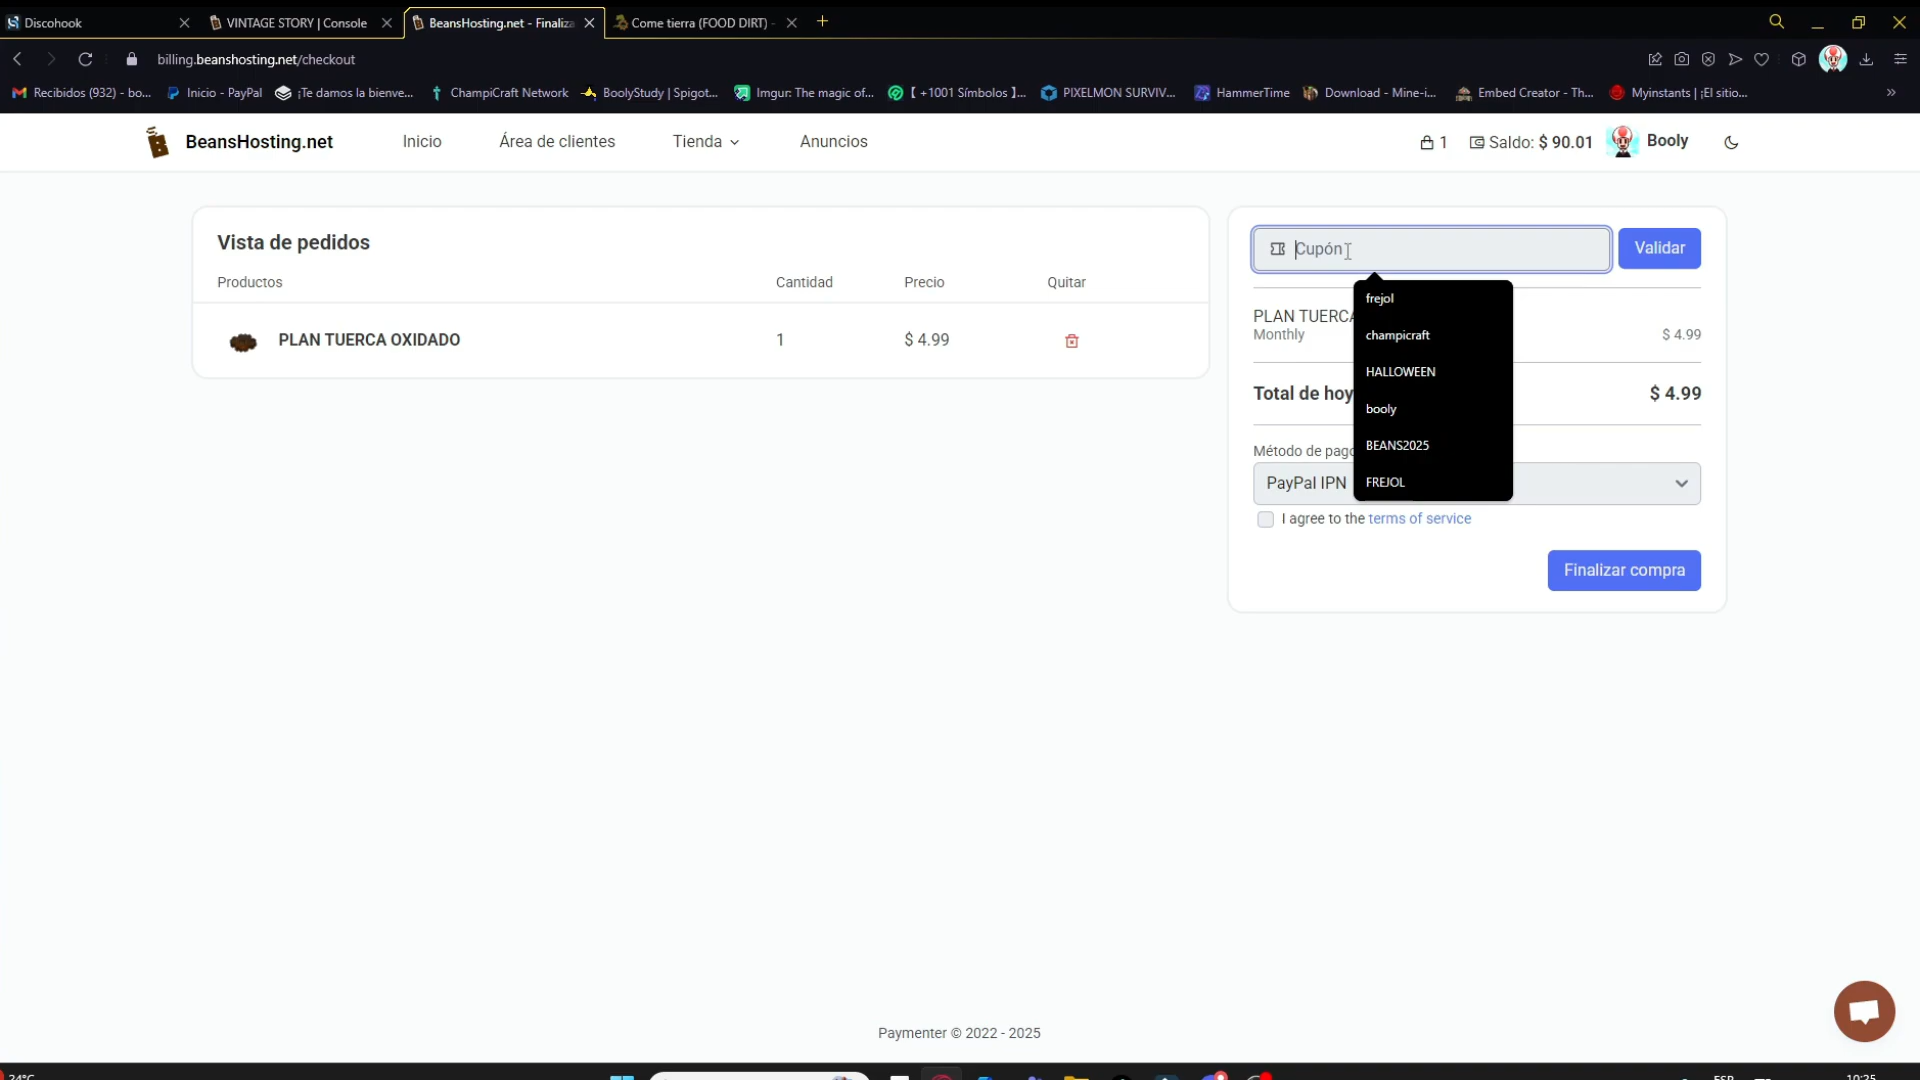 Discohook
VINTAGE STORY | Console
BeansHosting.net - Finaliza
Come tierra (FOOD DIRT) -
billing.beanshosting.net/checkout
Recibidos (932) - bo...
Inicio - PayPal
¡Te damos la bienve...
ChampiCraft Network
BoolyStudy | Spigot...
Imgur: The magic of...
【 +1001 Símbolos 】...
PIXELMON SURVIV...
HammerTime
Download - Mine-i...
Embed Creator - Th...
Myinstants | ¡El sitio...
BeansHosting.net
Inicio
Área de clientes
Tienda
Anuncios
1
Saldo: $ 90.01
Booly
Vista de pedidos
Productos
Cantidad
Precio
Quitar
PLAN TUERCA OXIDADO
1
$ 4.99
Cupón
Validar
frejol
champicraft
HALLOWEEN
booly
BEANS2025
FREJOL
PLAN TUERCA
Monthly
$ 4.99
Total de hoy
$ 4.99
Método de pago
PayPal IPN
I agree to the terms of service
Finalizar compra
Paymenter © 2022 - 2025
24°C
ESP
10:25